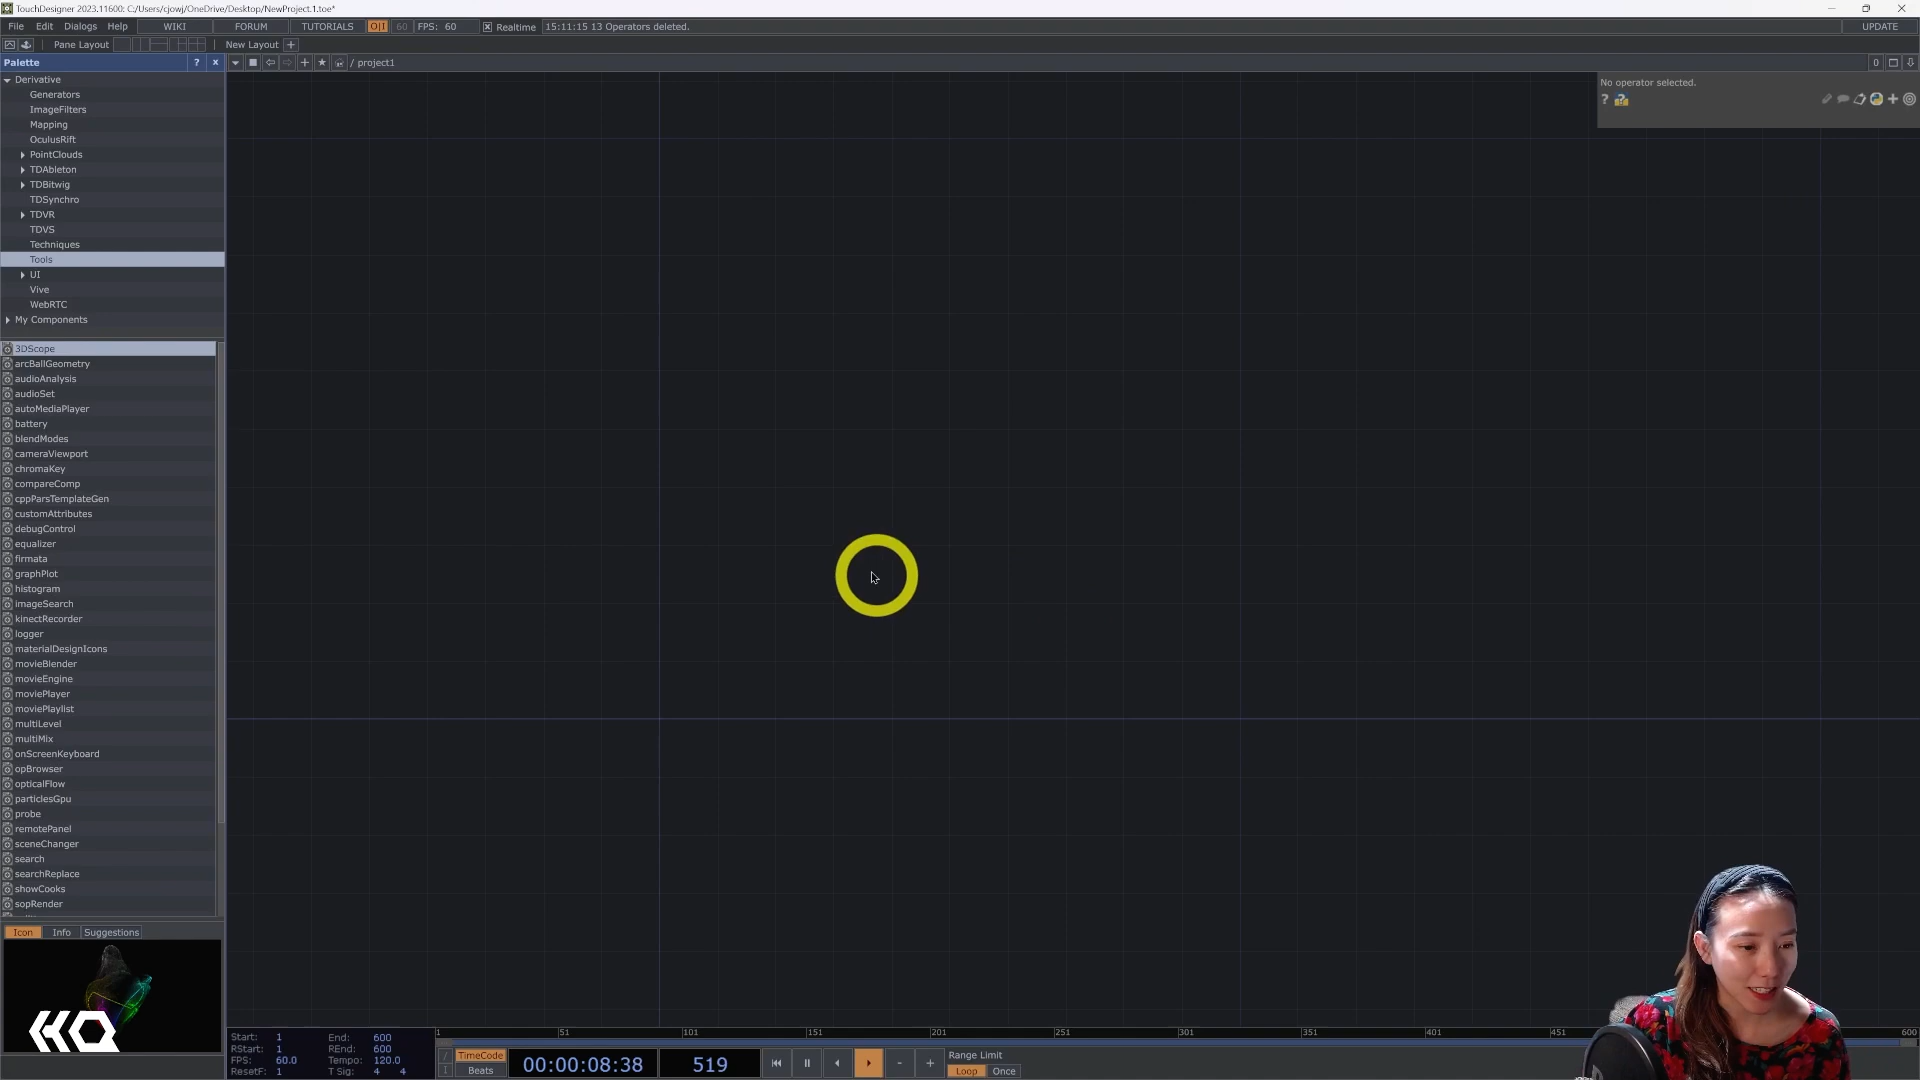 TouchDesigner 2023.11600: C:/Users/cjowj/OneDrive/Desktop/NewProject.1.toe*
File Edit Dialogs Help WIKI FORUM TUTORIALS O|I 60 FPS: 60 Realtime 15:11:15 13 Operators deleted. UPDATE
Pane Layout New Layout +
Palette ? x / project1 0
No operator selected.
?
Derivative
Generators
ImageFilters
Mapping
OculusRift
PointClouds
TDAbleton
TDBitwig
TDSynchro
TDVR
TDVS
Techniques
Tools
UI
Vive
WebRTC
My Components
3DScope
arcBallGeometry
audioAnalysis
audioSet
autoMediaPlayer
battery
blendModes
cameraViewport
chromaKey
compareComp
cppParsTemplateGen
customAttributes
debugControl
equalizer
firmata
graphPlot
histogram
imageSearch
kinectRecorder
logger
materialDesignIcons
movieBlender
movieEngine
moviePlayer
moviePlaylist
multiLevel
multiMix
onScreenKeyboard
opBrowser
opticalFlow
particlesGpu
probe
remotePanel
sceneChanger
search
searchReplace
showCooks
sopRender
Icon Info Suggestions
HQ
Start: 1 End: 600
RStart: 1 REnd: 600
FPS: 60.0 Tempo: 120.0
ResetF: 1 T Sig: 4 4
1 51 101 151 201 251 301 351 401 451 600
/ TimeCode
I Beats
00:00:08:38 519
- +
Range Limit
Loop Once